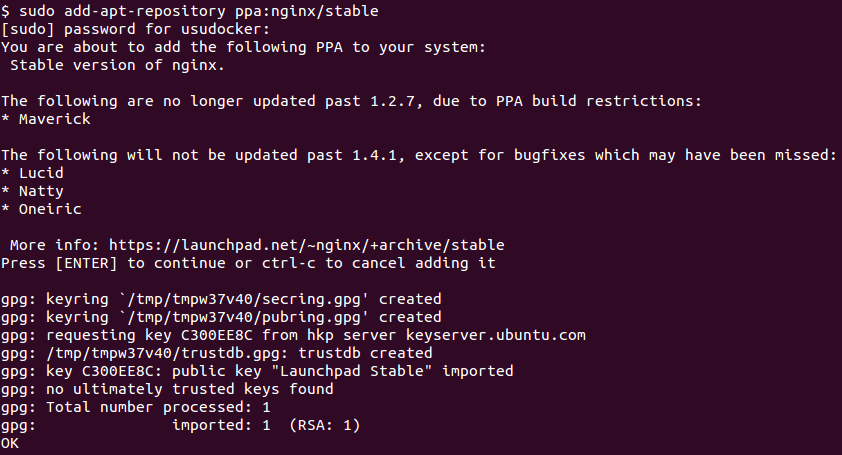 $ sudo add-apt-repository ppa:nginx/stable
[sudo] password for usudocker:
You are about to add the following PPA to your system:
 Stable version of nginx.
The following are no longer updated past 1.2.7, due to PPA build restrictions:
* Maverick
The following will not be updated past 1.4.1, except for bugfixes which may have been missed:
* Lucid
* Natty
* Oneiric
 More info: https://launchpad.net/~nginx/+archive/stable
Press [ENTER] to continue or ctrl-c to cancel adding it
gpg: keyring `/tmp/tmpw37v40/secring.gpg' created
gpg: keyring `/tmp/tmpw37v40/pubring.gpg' created
gpg: requesting key C300EE8C from hkp server keyserver.ubuntu.com
gpg: /tmp/tmpw37v40/trustdb.gpg: trustdb created
gpg: key C300EE8C: public key "Launchpad Stable" imported
gpg: no ultimately trusted keys found
gpg: Total number processed: 1
gpg:               imported: 1  (RSA: 1)
OK